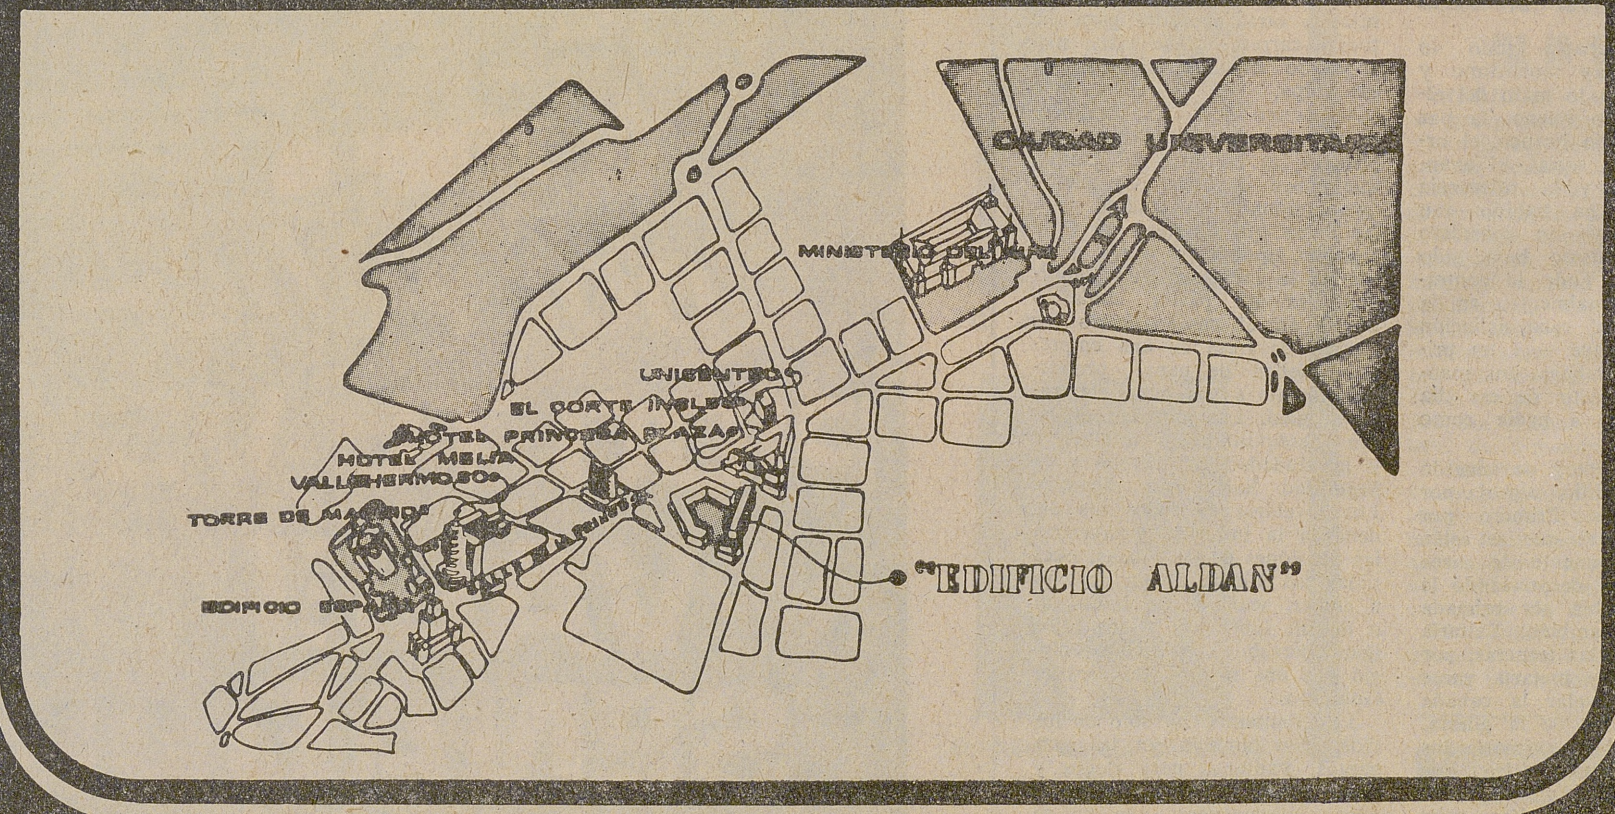 CIUDAD UNIVERSITARIA
MINISTERIO DEL AIRE
UNICENTRO
EL CORTE INGLES
HOTEL PRINCESA PLAZA
HOTEL MELIA
VALLEHERMOSO
TORRE DE MADRID
EDIFICIO ESPAÑA
"EDIFICIO ALDAN"